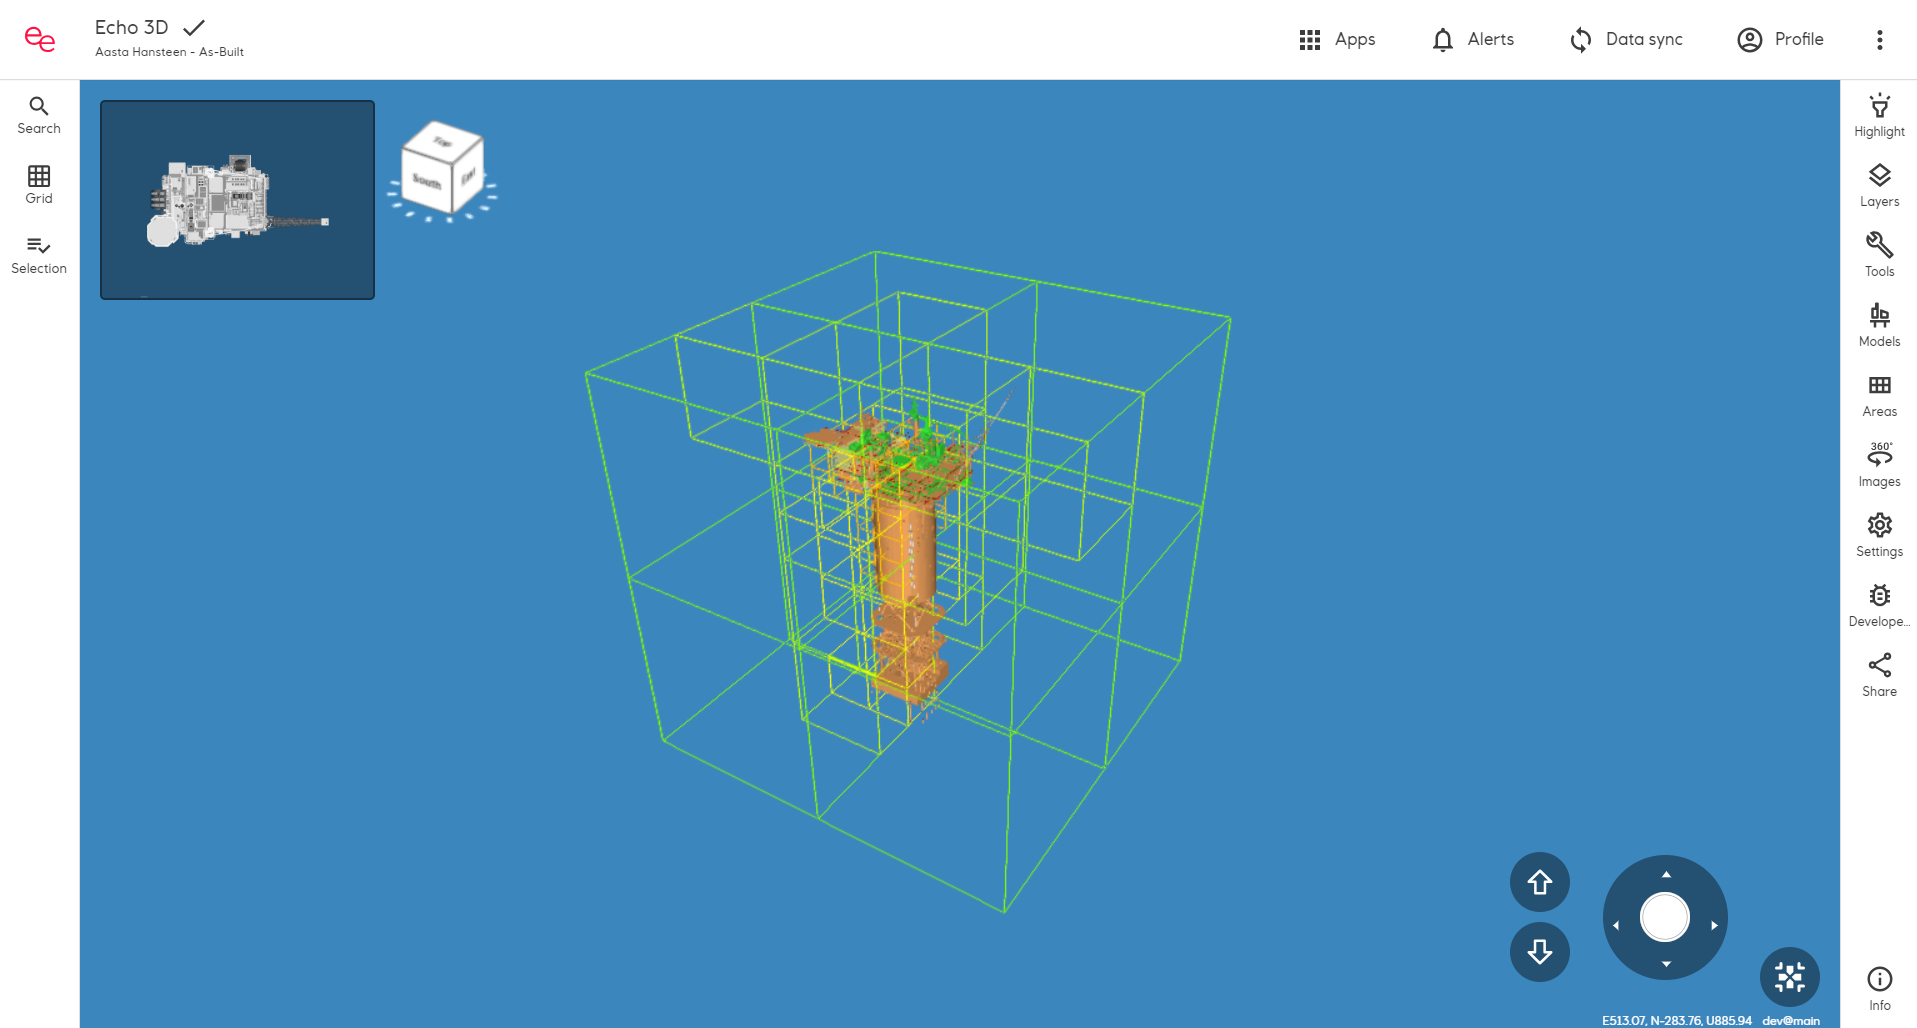 Echo 3D
Aasta Hansteen - As-Built
Apps
Alerts
Data sync
Profile
Search
Grid
Selection
Top
South
East
Highlight
Layers
Tools
Models
Areas
360°
Images
Settings
Develope...
Share
Info
E513.07, N-283.76, U885.94 dev@main